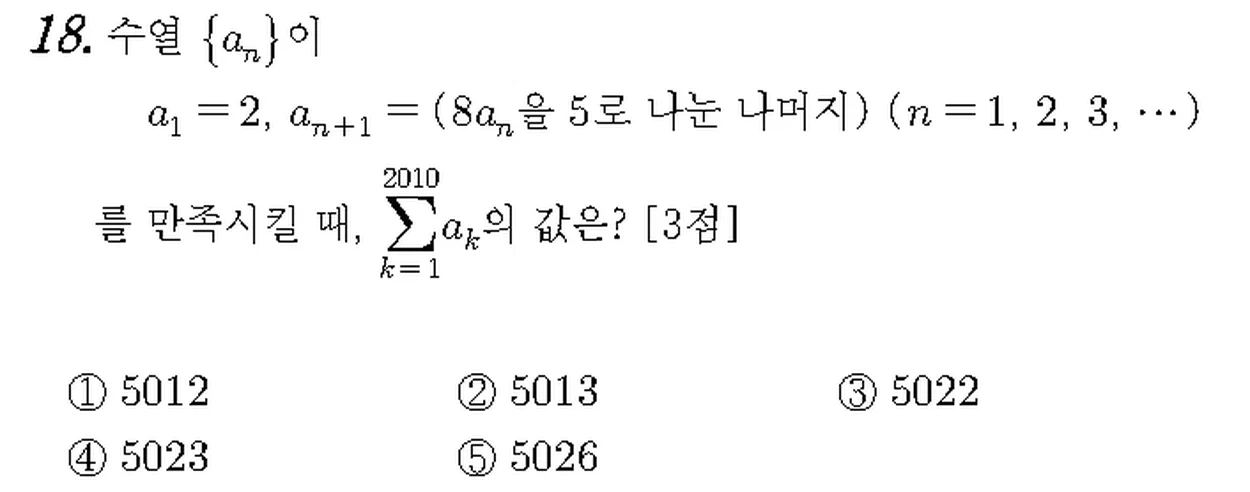 18. 수열 {aₙ}이
a₁ = 2, aₙ₊₁ = (8aₙ을 5로 나눈 나머지) (n = 1, 2, 3, ⋯)
를 만족시킬 때, ∑_{k=1}^{2010} aₖ의 값은? [3점]
① 5012 ② 5013 ③ 5022
④ 5023 ⑤ 5026